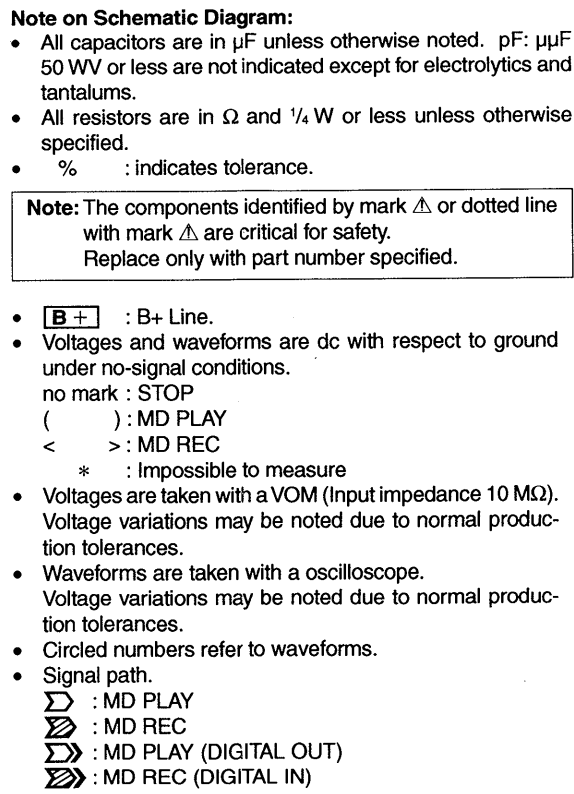 Note on Schematic Diagram:
• All capacitors are in µF unless otherwise noted. pF: µµF
50 WV or less are not indicated except for electrolytics and
tantalums.
• All resistors are in Ω and 1/4 W or less unless otherwise
specified.
• % : indicates tolerance.
Note: The components identified by mark ⚠ or dotted line
with mark ⚠ are critical for safety.
Replace only with part number specified.
• B + : B+ Line.
• Voltages and waveforms are dc with respect to ground
under no-signal conditions.
no mark : STOP
( ) : MD PLAY
< > : MD REC
* : Impossible to measure
• Voltages are taken with a VOM (Input impedance 10 MΩ).
Voltage variations may be noted due to normal produc-
tion tolerances.
• Waveforms are taken with a oscilloscope.
Voltage variations may be noted due to normal produc-
tion tolerances.
• Circled numbers refer to waveforms.
• Signal path.
: MD PLAY
: MD REC
: MD PLAY (DIGITAL OUT)
: MD REC (DIGITAL IN)